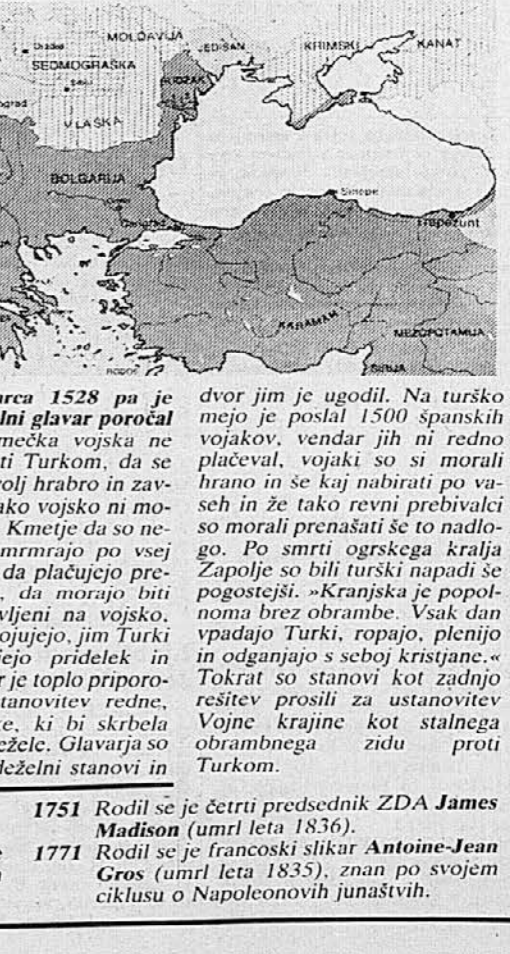 MOLDAVIJA
JEDISAN
KRIMSKI KANAT
SEDMOGRAŠKA
BUDŽAK
VLAŠKA
BOLGARIJA
Sinope
Carigrad
Trapezunt
KARAMAN
MEZOPOTAMIJA
SIRIJA
RODOS
arca 1528 pa je
lni glavar poročal
mečka vojska ne
ti Turkom, da se
volj hrabro in zav-
ako vojsko ni mo-
Kmetje da so ne-
mrmrajo po vsej
da plačujejo pre-
, da morajo biti
vljeni na vojsko,
ojujejo, jim Turki
jejo pridelek in
r je toplo priporo-
stanovitev redne,
ke, ki bi skrbela
ežele. Glavarja so
deželni stanovi in
dvor jim je ugodil. Na turško
mejo je poslal 1500 španskih
vojakov, vendar jih ni redno
plačeval, vojaki so si morali
hrano in še kaj nabirati po va-
seh in že tako revni prebivalci
so morali prenašati še to nadlo-
go. Po smrti ogrskega kralja
Zapolje so bili turški napadi še
pogostejši. »Kranjska je popol-
noma brez obrambe. Vsak dan
vpadajo Turki, ropajo, plenijo
in odganjajo s seboj kristjane.«
Tokrat so stanovi kot zadnjo
rešitev prosili za ustanovitev
Vojne krajine kot stalnega
obrambnega zidu proti
Turkom.
1751 Rodil se je četrti predsednik ZDA James
Madison (umrl leta 1836).
1771 Rodil se je francoski slikar Antoine-Jean
Gros (umrl leta 1835), znan po svojem
ciklusu o Napoleonovih junaštvih.